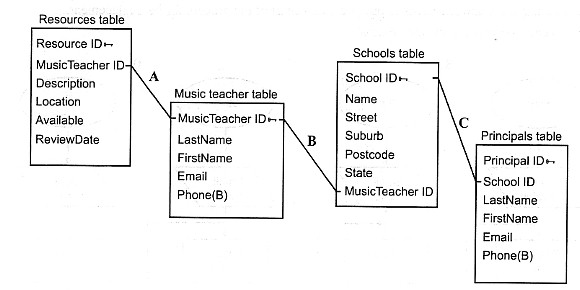 Resources table
Resource ID
MusicTeacher ID
Description
Location
Available
ReviewDate
A
Music teacher table
MusicTeacher ID
LastName
FirstName
Email
Phone(B)
B
Schools table
School ID
Name
Street
Suburb
Postcode
State
MusicTeacher ID
C
Principals table
Principal ID
School ID
LastName
FirstName
Email
Phone(B)